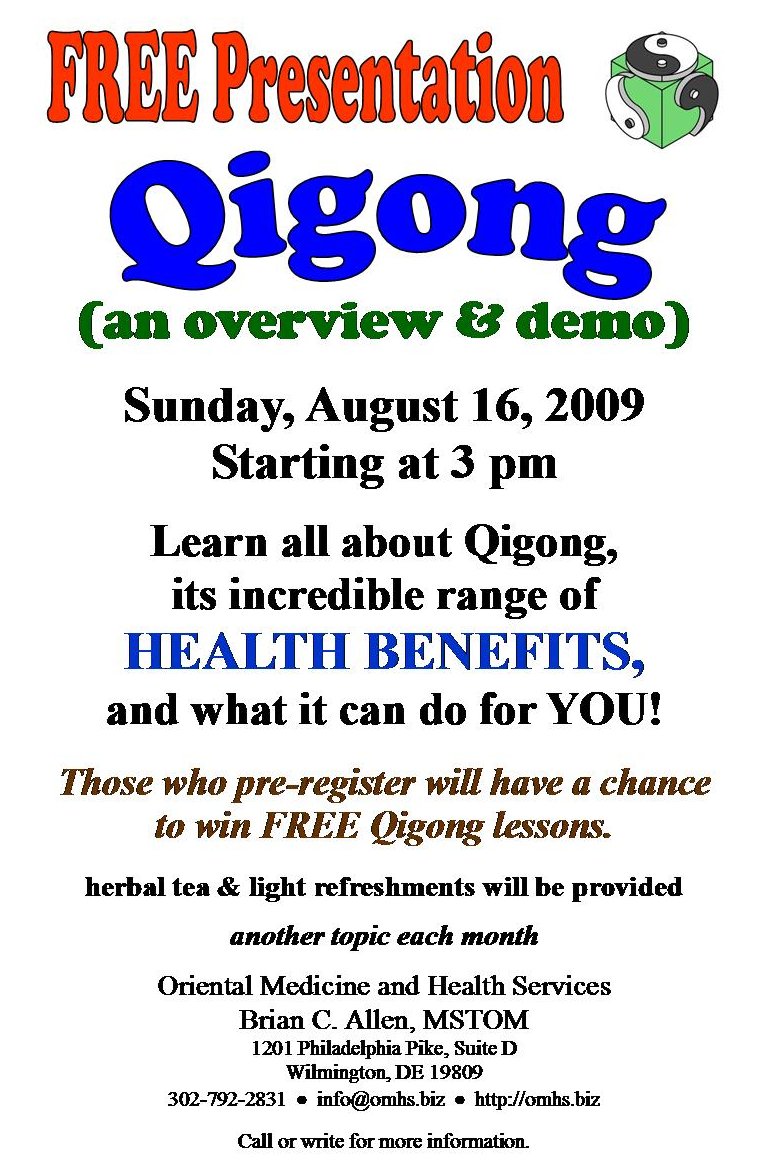 FREE Presentation
Qigong
(an overview & demo)
Sunday, August 16, 2009
Starting at 3 pm
Learn all about Qigong,
its incredible range of
HEALTH BENEFITS,
and what it can do for YOU!
Those who pre-register will have a chance
to win FREE Qigong lessons.
herbal tea & light refreshments will be provided
another topic each month
Oriental Medicine and Health Services
Brian C. Allen, MSTOM
1201 Philadelphia Pike, Suite D
Wilmington, DE 19809
302-792-2831 • info@omhs.biz • http://omhs.biz
Call or write for more information.